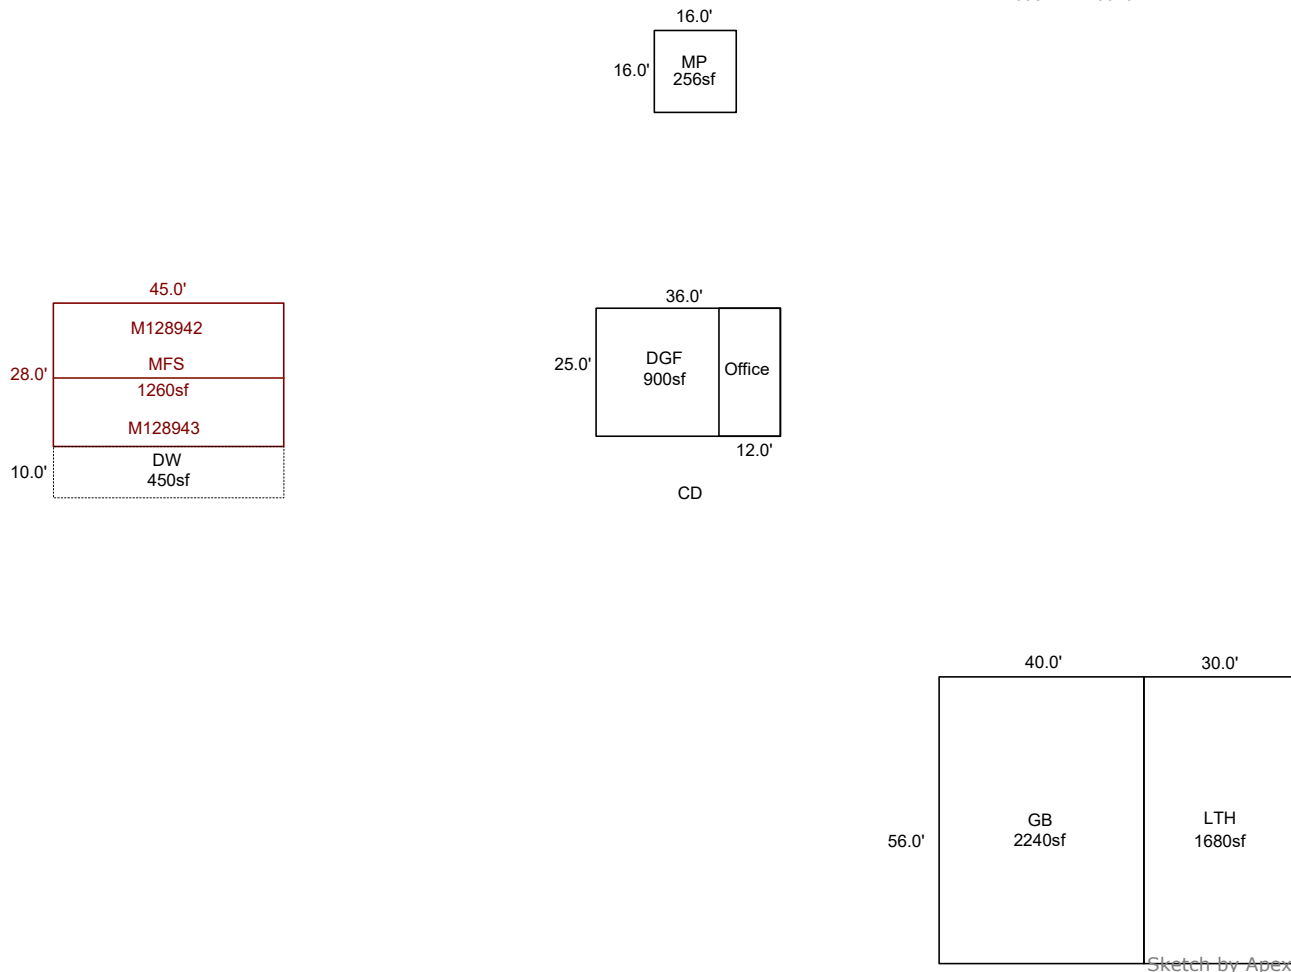 16.0'
16.0'
MP
256sf
45.0'
M128942
MFS
28.0'
1260sf
M128943
10.0'
DW
450sf
36.0'
25.0'
DGF
900sf
Office
12.0'
CD
40.0'
30.0'
56.0'
GB
2240sf
LTH
1680sf
Sketch by Apex